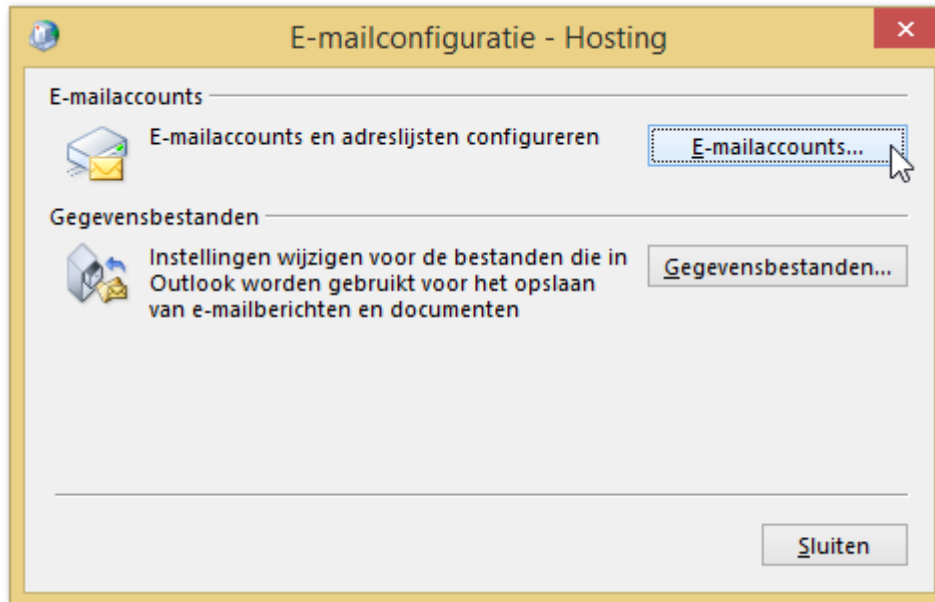 E-mailconfiguratie - Hosting
E-mailaccounts
E-mailaccounts en adreslijsten configureren
E-mailaccounts...
Gegevensbestanden
Instellingen wijzigen voor de bestanden die in
Outlook worden gebruikt voor het opslaan
van e-mailberichten en documenten
Gegevensbestanden...
Sluiten